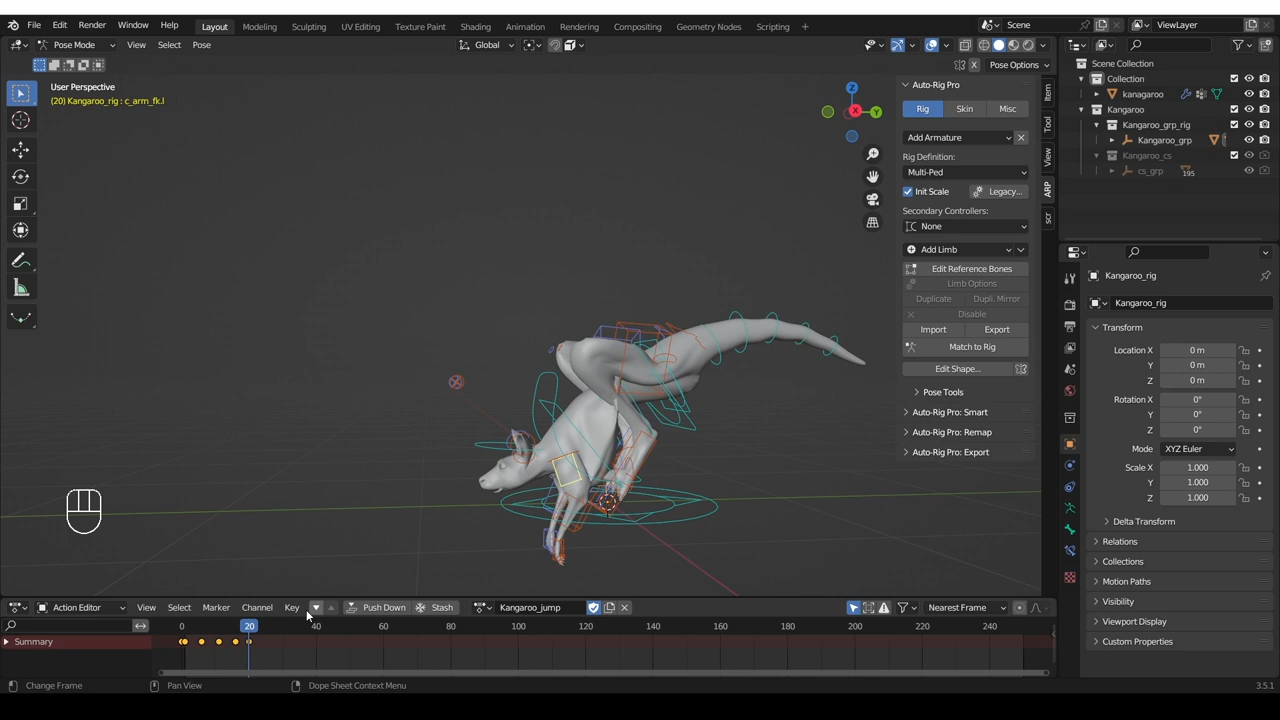 File Edit Render Window Help Layout Modeling Sculpting UV Editing Texture Paint Shading Animation Rendering Compositing Geometry Nodes Scripting + Scene ViewLayer
Pose Mode View Select Pose Global
Pose Options
X
User Perspective
(20) Kangaroo_rig : c_arm_fk.l
Z
X
Y
Auto-Rig Pro
Rig Skin Misc
Add Armature
Rig Definition:
Multi-Ped
Init Scale Legacy...
Secondary Controllers:
None
Add Limb
Edit Reference Bones
Limb Options
Duplicate Dupli. Mirror
Disable
Import Export
Match to Rig
Edit Shape...
Pose Tools
Auto-Rig Pro: Smart
Auto-Rig Pro: Remap
Auto-Rig Pro: Export
Item
Tool
View
ARP
scr
Scene Collection
Collection
kanagaroo
Kangaroo
Kangaroo_grp_rig
Kangaroo_grp
Kangaroo_cs
cs_grp 195
Kangaroo_rig
Kangaroo_rig
Transform
Location X 0 m
Y 0 m
Z 0 m
Rotation X 0°
Y 0°
Z 0°
Mode XYZ Euler
Scale X 1.000
Y 1.000
Z 1.000
Delta Transform
Relations
Collections
Motion Paths
Visibility
Viewport Display
Custom Properties
Action Editor View Select Marker Channel Key Push Down Stash Kangaroo_jump Nearest Frame
0 20 40 60 80 100 120 140 160 180 200 220 240
Summary
Change Frame Pan View Dope Sheet Context Menu 3.5.1